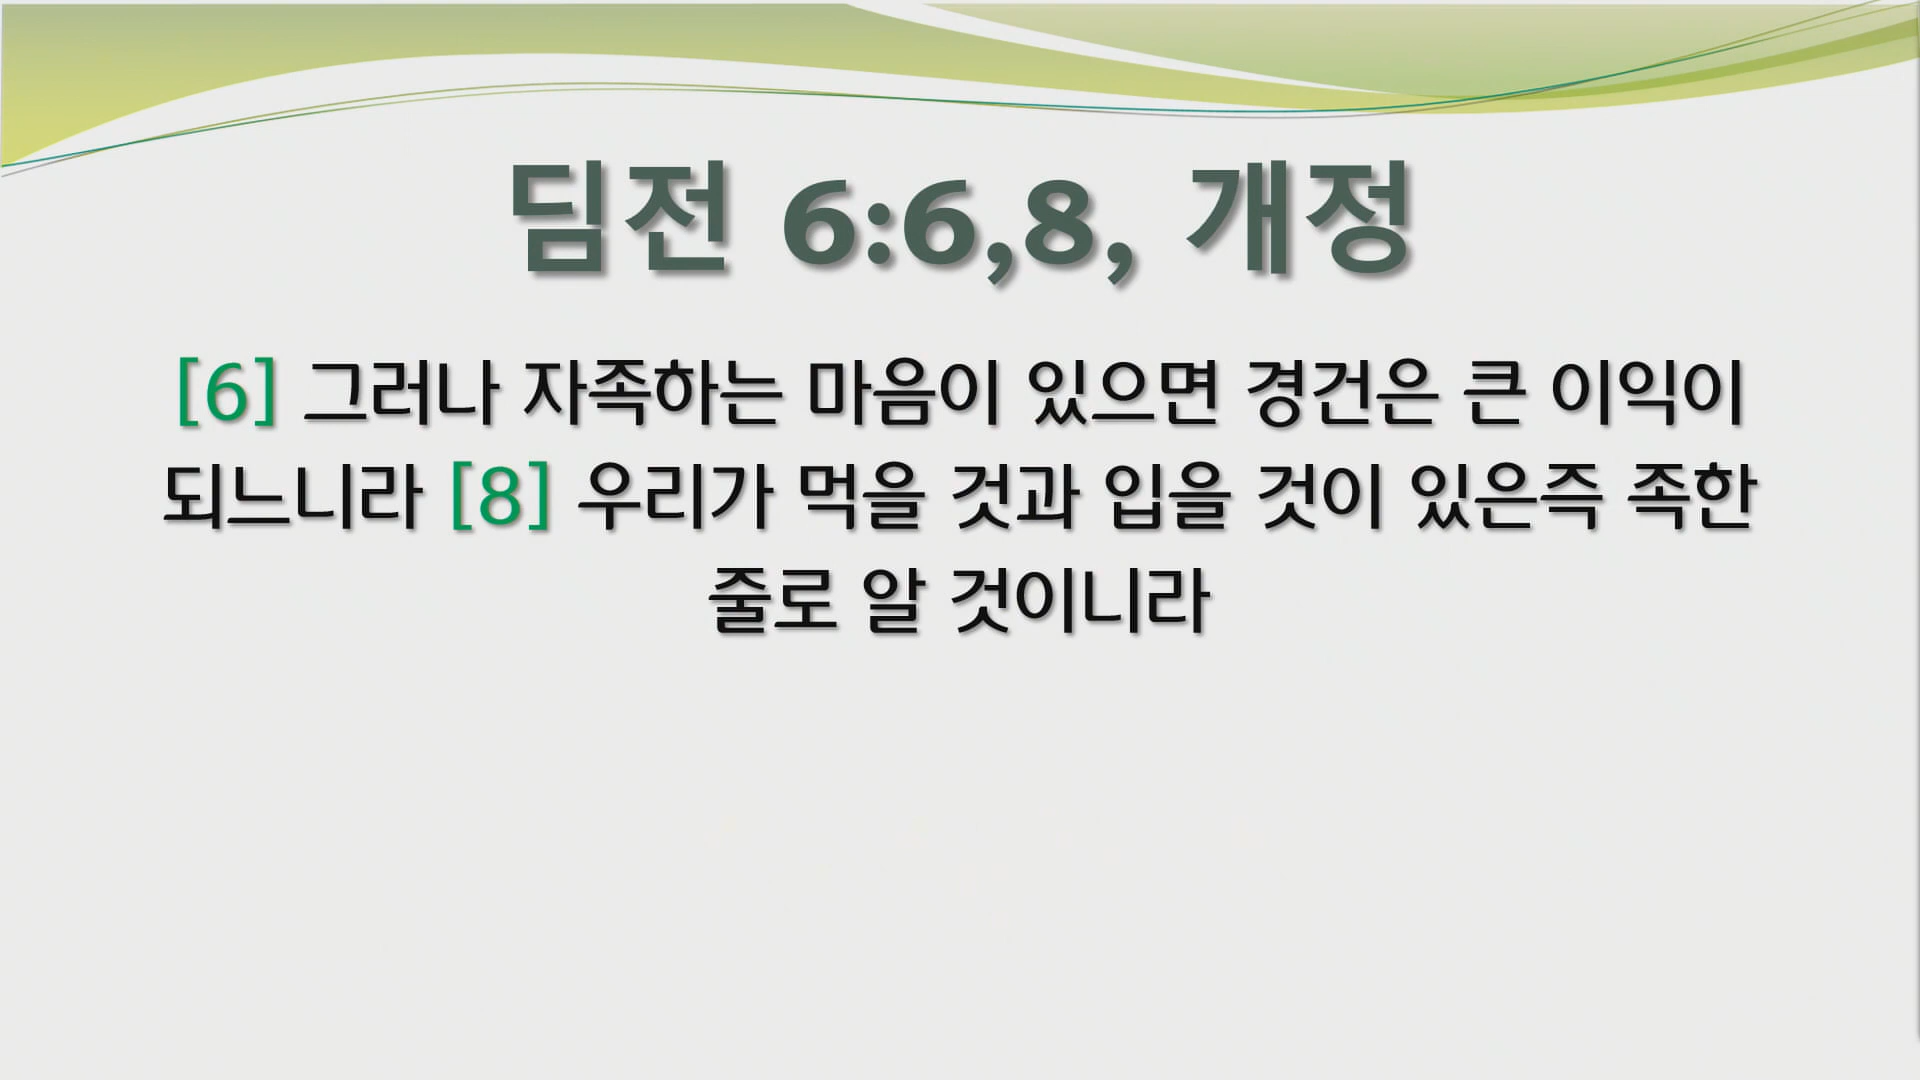 딤전 6:6,8, 개정
[6] 그러나 자족하는 마음이 있으면 경건은 큰 이익이
되느니라 [8] 우리가 먹을 것과 입을 것이 있은즉 족한
줄로 알 것이니라